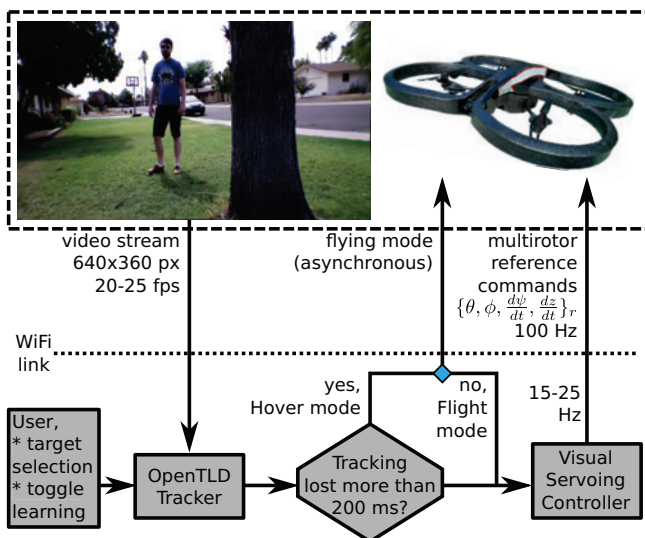 video stream
640x360 px
20-25 fps
flying mode
(asynchronous)
multirotor
reference
commands
{θ, ϕ, dψ/dt, dz/dt}r
100 Hz
WiFi
link
yes,
Hover mode
no,
Flight
mode
15-25
Hz
User,
* target
selection
* toggle
learning
OpenTLD
Tracker
Tracking
lost more than
200 ms?
Visual
Servoing
Controller